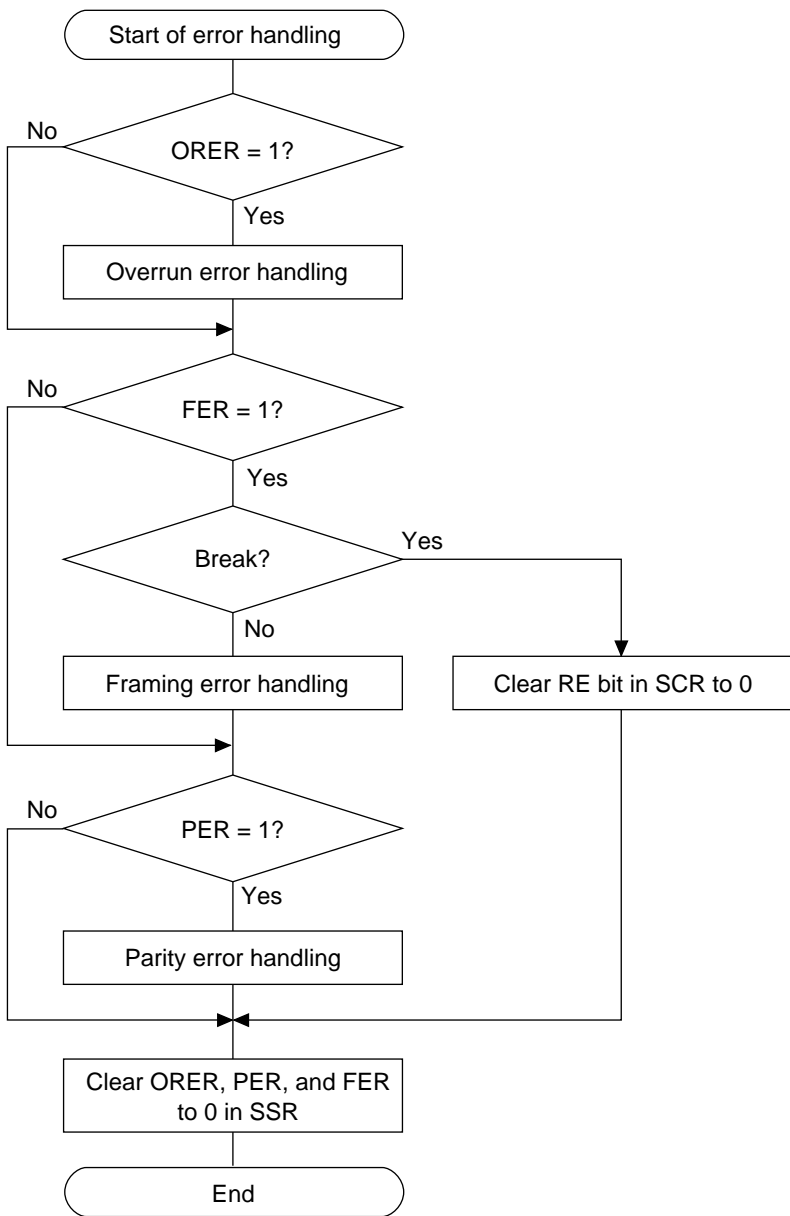 Start of error handling
No
ORER = 1?
Yes
Overrun error handling
No
FER = 1?
Yes
Break?
Yes
No
Framing error handling
Clear RE bit in SCR to 0
No
PER = 1?
Yes
Parity error handling
Clear ORER, PER, and FER
to 0 in SSR
End